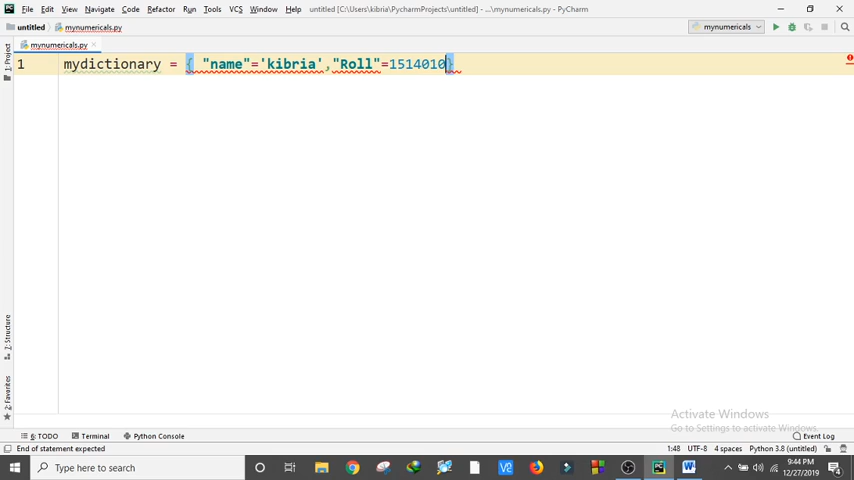 File Edit View Navigate Code Refactor Run Tools VCS Window Help untitled [C:\Users\kibria\PycharmProjects\untitled] - ...\mynumericals.py - PyCharm
untitled mynumericals.py mynumericals
mynumericals.py
1 mydictionary = { "name"='kibria',"Roll"=1514010}
1: Project
7: Structure
2: Favorites
Activate Windows
Go to Settings to activate Windows.
6: TODO Terminal Python Console Event Log
End of statement expected 1:48 UTF-8 4 spaces Python 3.8 (untitled)
Type here to search 9:44 PM
12/27/2019 4